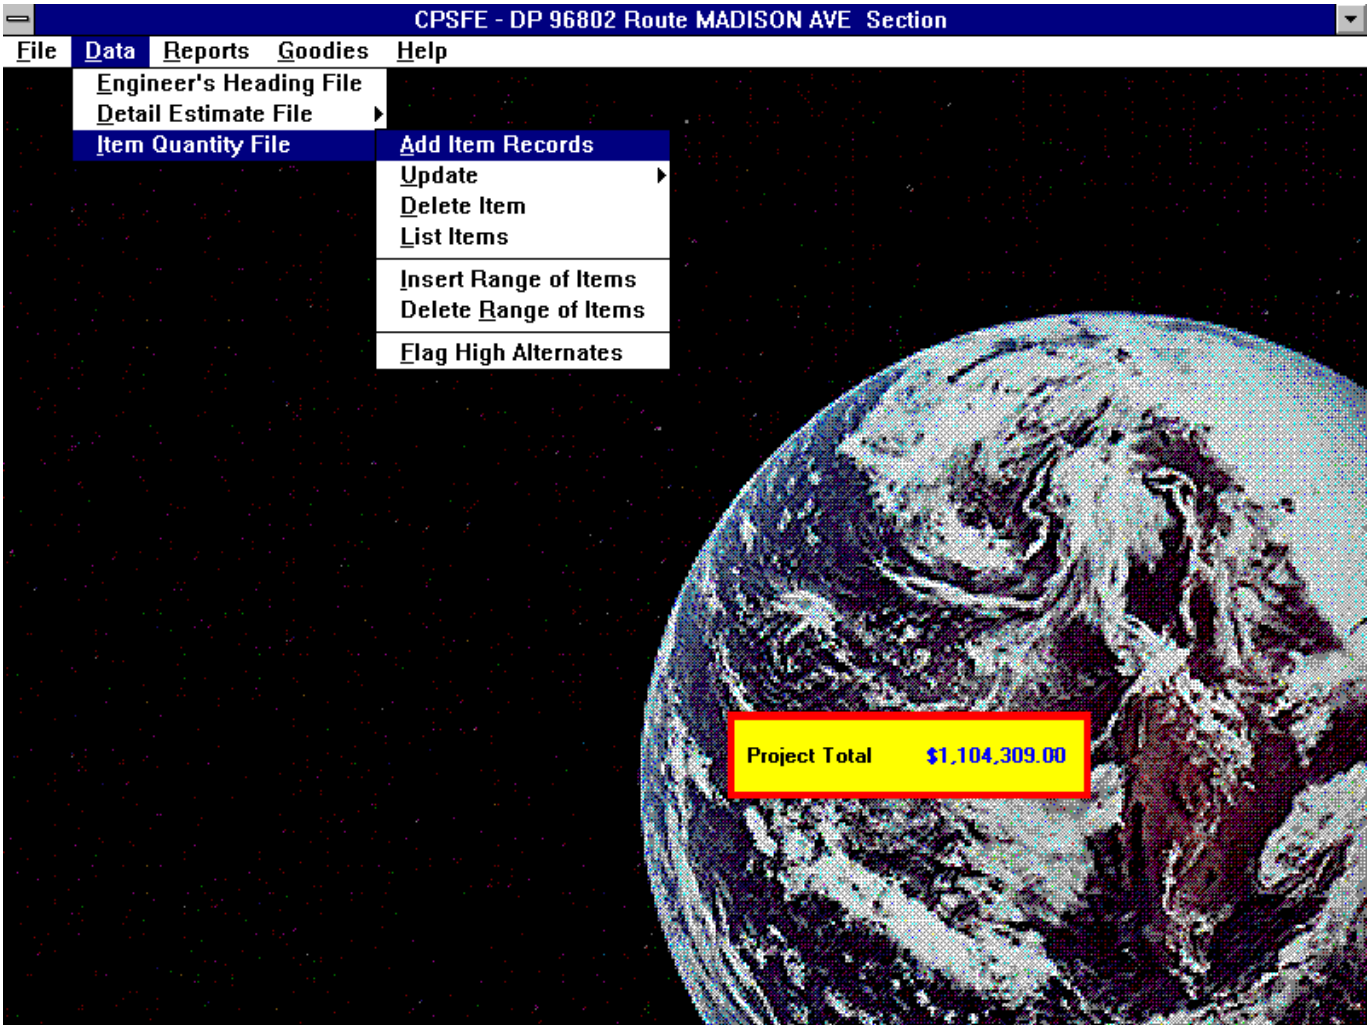 CPSFE - DP 96802 Route MADISON AVE  Section
File Data Reports Goodies Help
Engineer's Heading File
Detail Estimate File
Item Quantity File
Add Item Records
Update
Delete Item
List Items
Insert Range of Items
Delete Range of Items
Flag High Alternates
Project Total $1,104,309.00